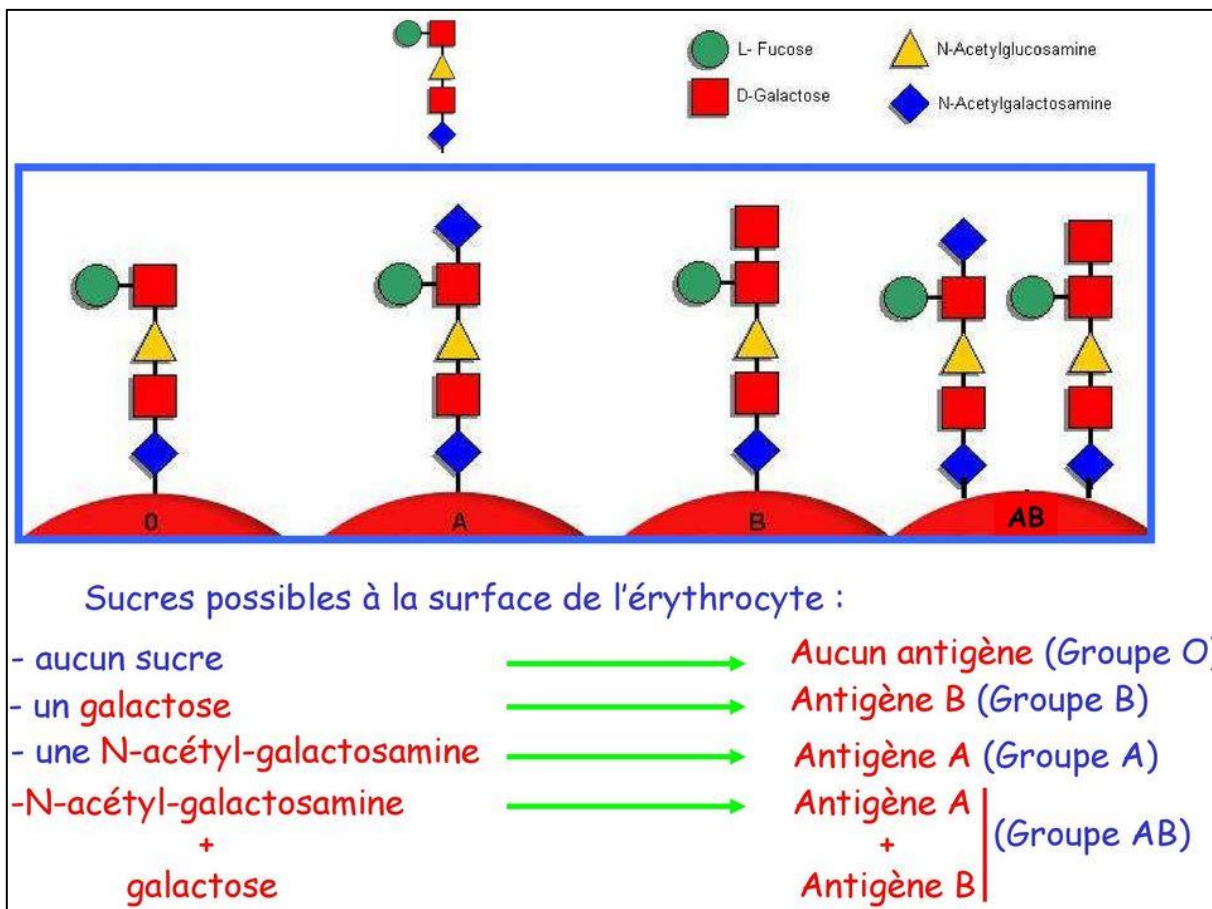 L- Fucose
N-Acetylglucosamine
D-Galactose
N-Acetylgalactosamine
O
A
B
AB
Sucres possibles à la surface de l'érythrocyte :
- aucun sucre
Aucun antigène (Groupe O)
- un galactose
Antigène B (Groupe B)
- une N-acétyl-galactosamine
Antigène A (Groupe A)
-N-acétyl-galactosamine
Antigène A
+
+
(Groupe AB)
galactose
Antigène B